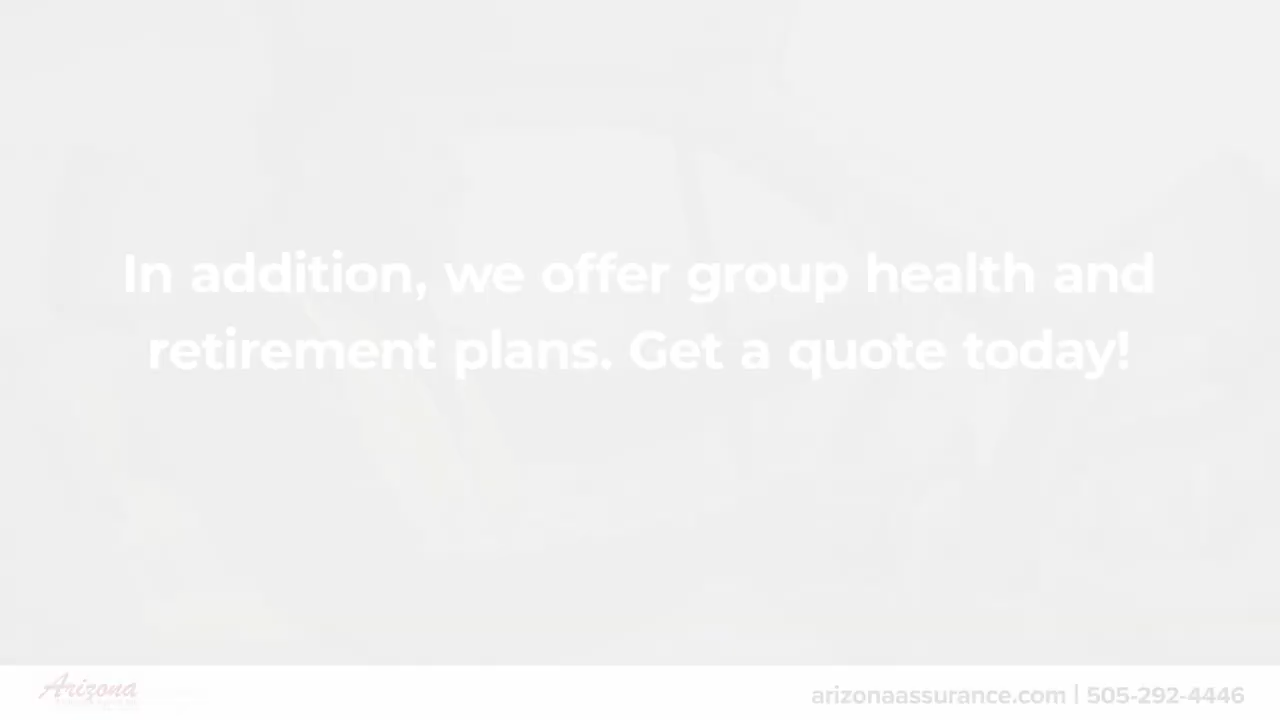 In addition, we offer group health and
retirement plans. Get a quote today!
Arizona
arizonaassurance.com | 505-292-4446